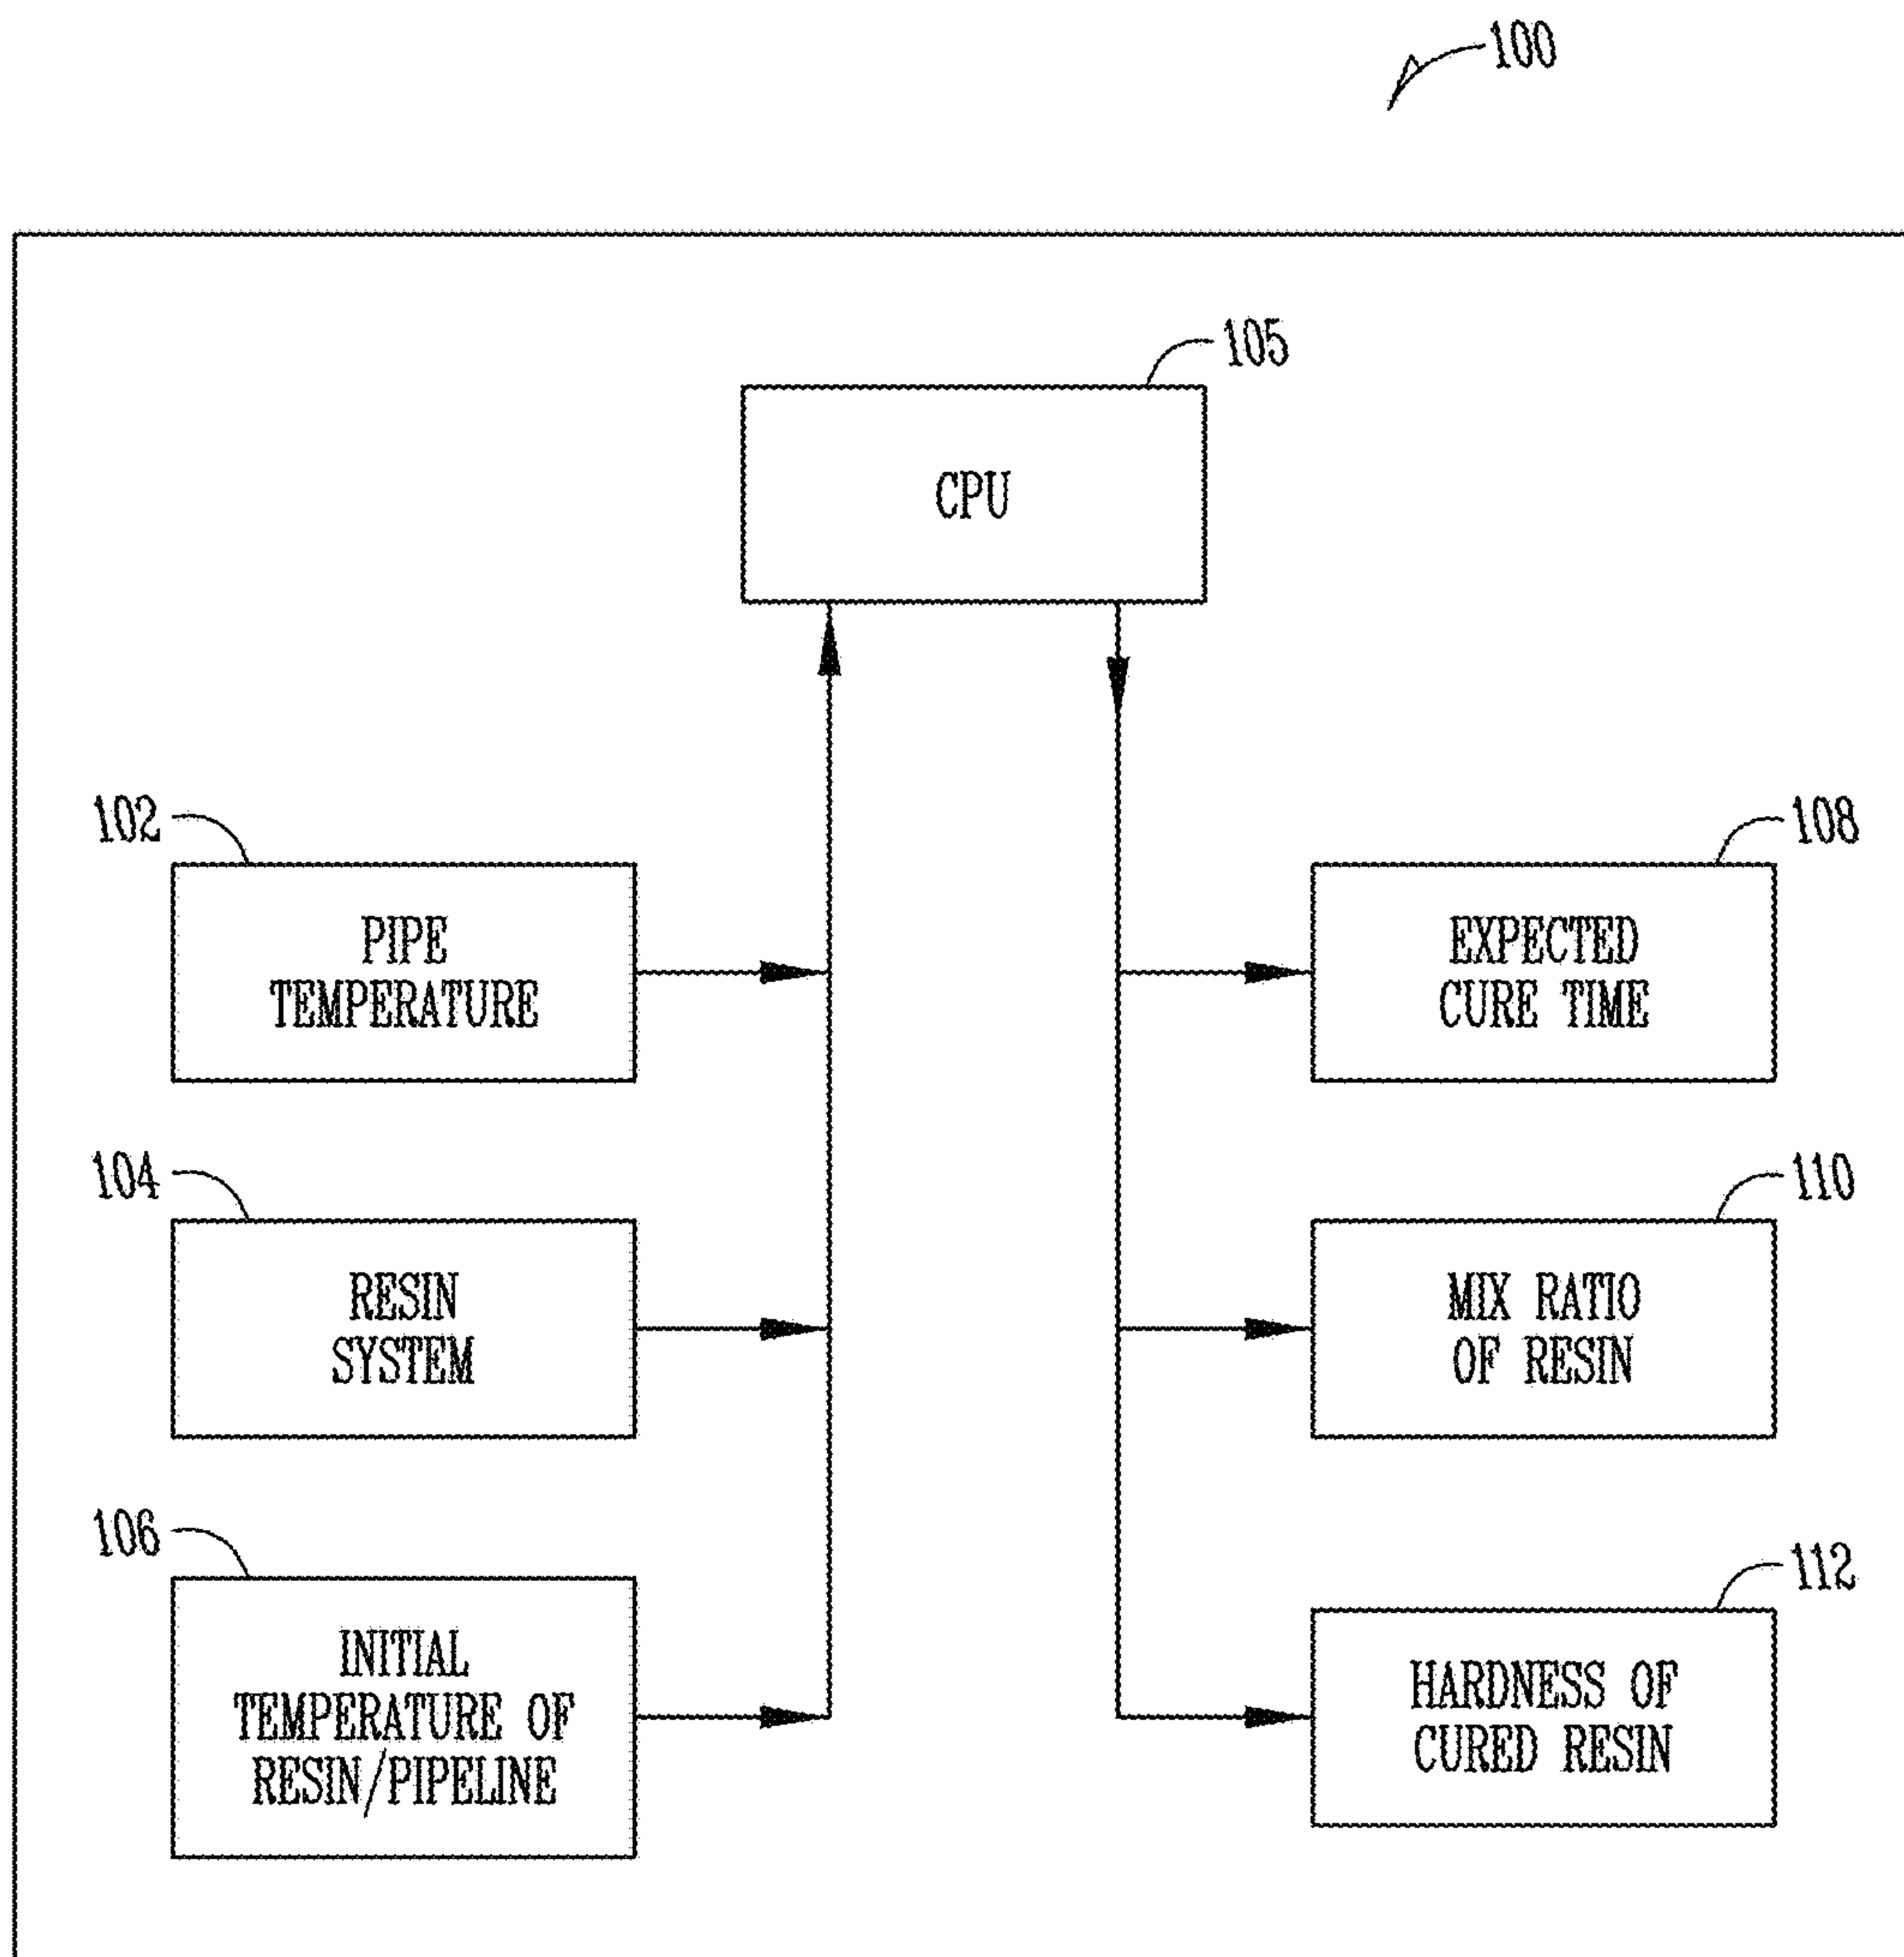 100
105
CPU
102
PIPE
TEMPERATURE
108
EXPECTED
CURE TIME
104
RESIN
SYSTEM
110
MIX RATIO
OF RESIN
106
INITIAL
TEMPERATURE OF
RESIN/PIPELINE
112
HARDNESS OF
CURED RESIN